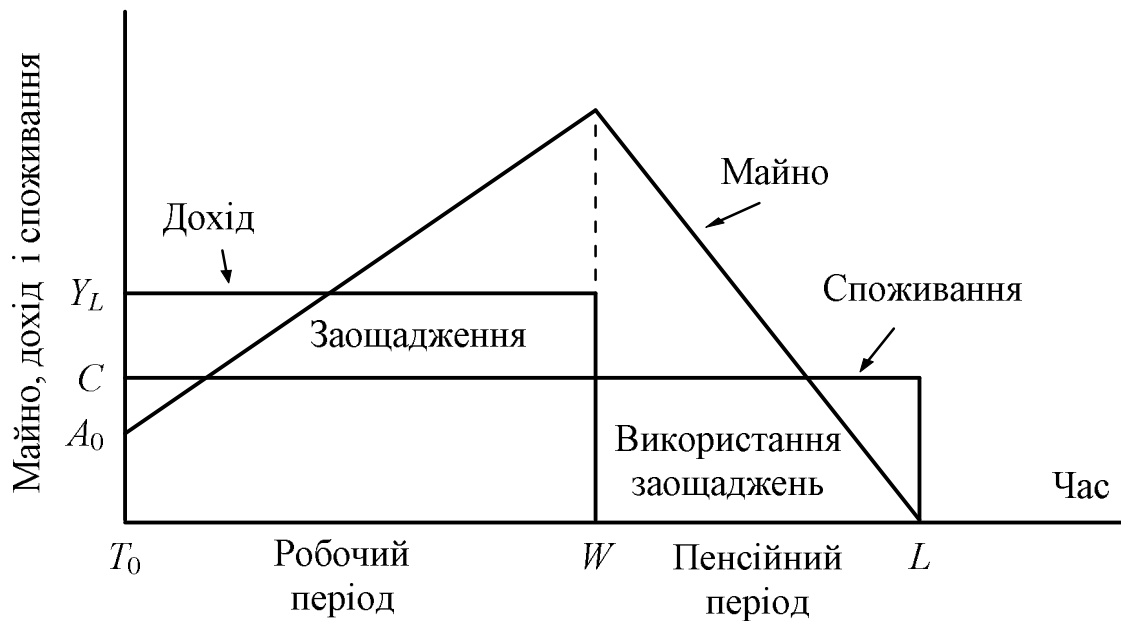 Майно, дохід і споживання
Майно
Дохід
Споживання
Y_L
Заощадження
C
A_0
Використання
заощаджень
Час
T_0
Робочий
період
W
Пенсійний
період
L